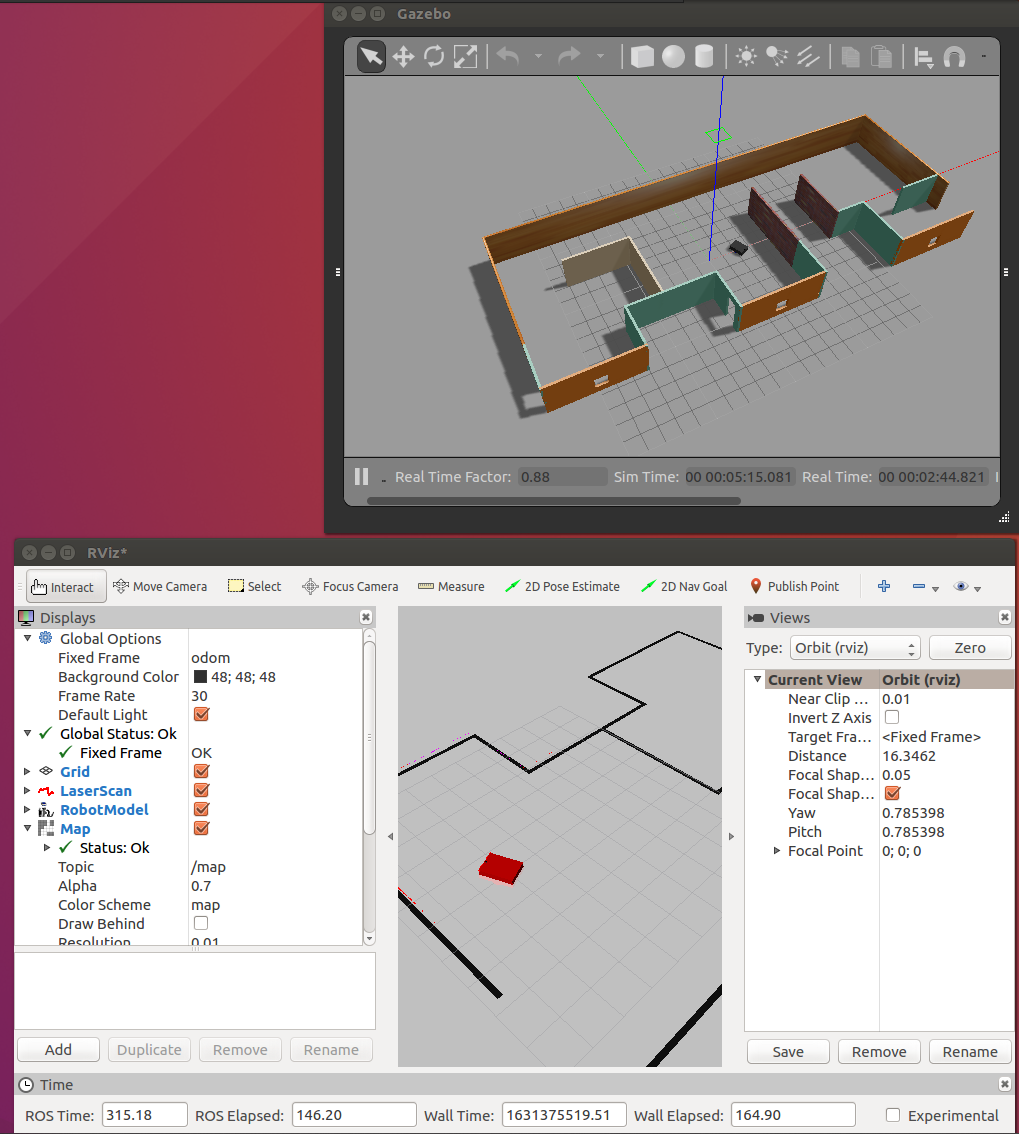 Gazebo
Real Time Factor: 0.88 Sim Time: 00 00:05:15.081 Real Time: 00 00:02:44.821
RViz*
Interact Move Camera Select Focus Camera Measure 2D Pose Estimate 2D Nav Goal Publish Point
Displays
Global Options
Fixed Frame odom
Background Color 48; 48; 48
Frame Rate 30
Default Light
Global Status: Ok
Fixed Frame OK
Grid
LaserScan
RobotModel
Map
Status: Ok
Topic /map
Alpha 0.7
Color Scheme map
Draw Behind
Resolution 0.01
Add Duplicate Remove Rename
Views
Type: Orbit (rviz) Zero
Current View Orbit (rviz)
Near Clip ... 0.01
Invert Z Axis
Target Fra... <Fixed Frame>
Distance 16.3462
Focal Shap... 0.05
Focal Shap...
Yaw 0.785398
Pitch 0.785398
Focal Point 0; 0; 0
Save Remove Rename
Time
ROS Time: 315.18 ROS Elapsed: 146.20 Wall Time: 1631375519.51 Wall Elapsed: 164.90 Experimental